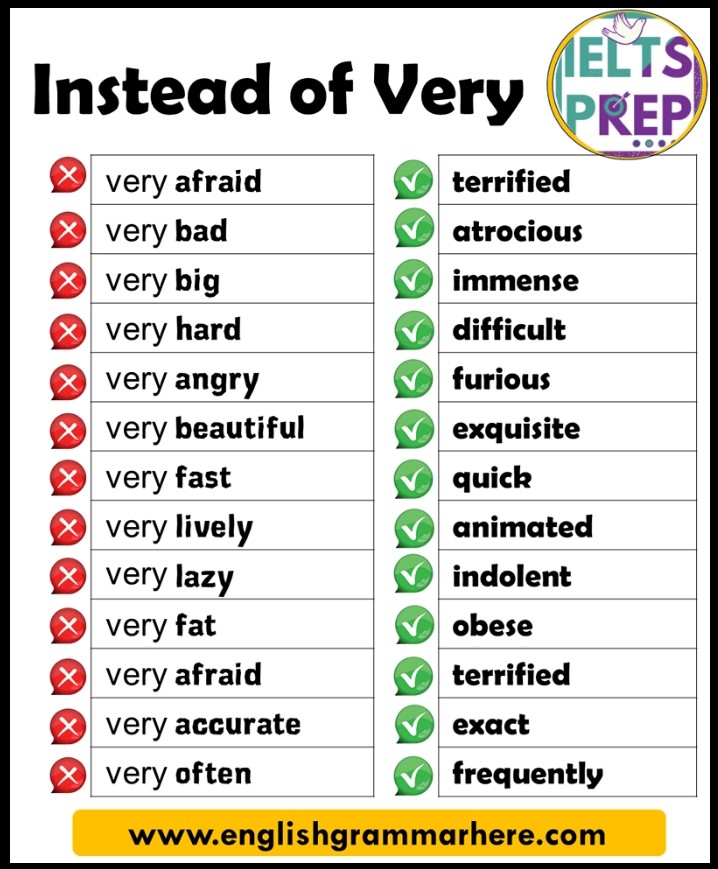 Instead of Very
IELTS
PREP
very afraid terrified
very bad atrocious
very big immense
very hard difficult
very angry furious
very beautiful exquisite
very fast quick
very lively animated
very lazy indolent
very fat obese
very afraid terrified
very accurate exact
very often frequently
www.englishgrammarhere.com